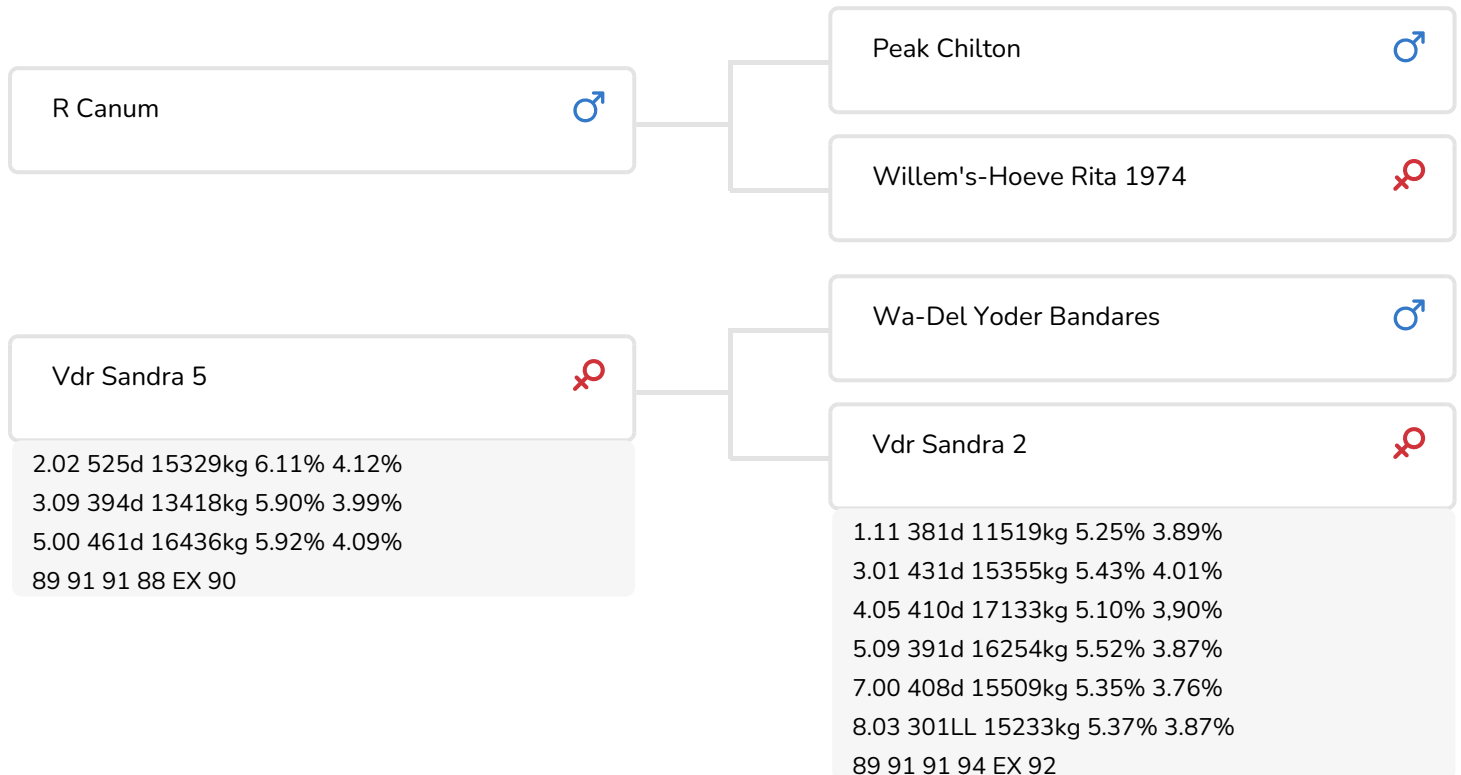 R Canum
Peak Chilton
Willem's-Hoeve Rita 1974
Vdr Sandra 5
2.02 525d 15329kg 6.11% 4.12%
3.09 394d 13418kg 5.90% 3.99%
5.00 461d 16436kg 5.92% 4.09%
89 91 91 88 EX 90
Wa-Del Yoder Bandares
Vdr Sandra 2
1.11 381d 11519kg 5.25% 3.89%
3.01 431d 15355kg 5.43% 4.01%
4.05 410d 17133kg 5.10% 3,90%
5.09 391d 16254kg 5.52% 3.87%
7.00 408d 15509kg 5.35% 3.76%
8.03 301LL 15233kg 5.37% 3.87%
89 91 91 94 EX 92